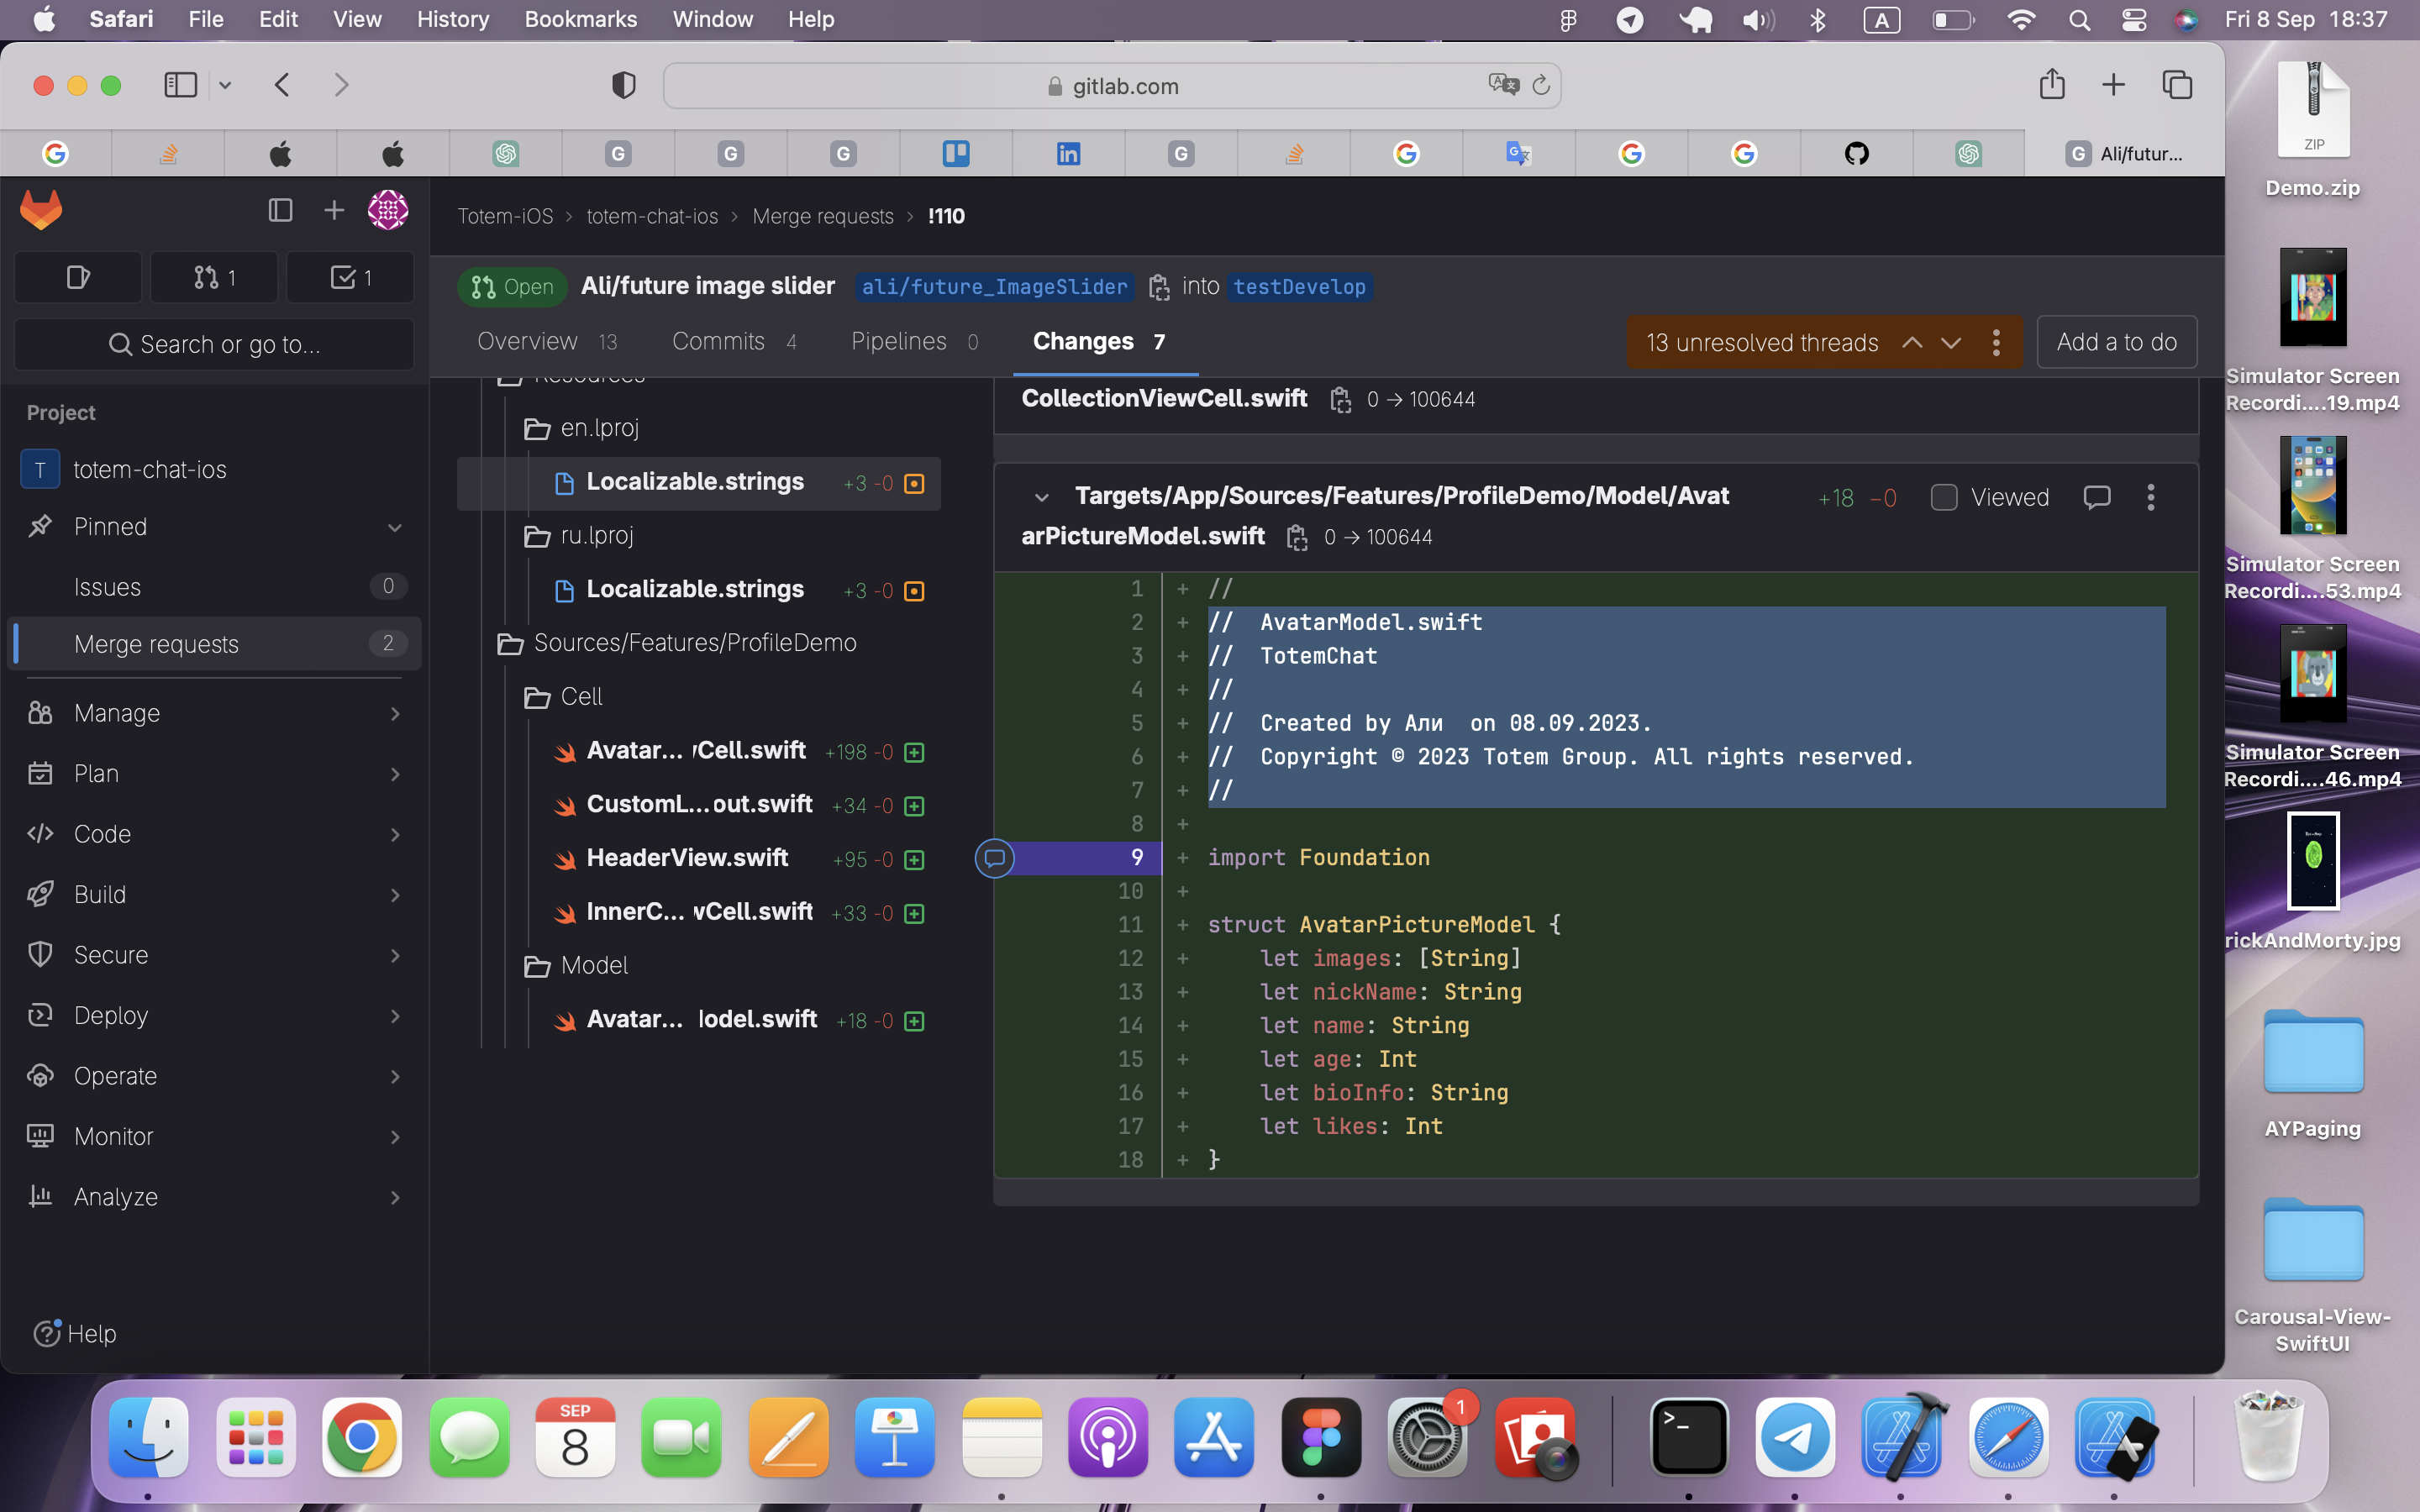 Safari File Edit View History Bookmarks Window Help A Fri 8 Sep 18:37
gitlab.com
Ali/futur...
Totem-iOS > totem-chat-ios > Merge requests > !110
1 1
Search or go to...
Open Ali/future image slider ali/future_ImageSlider into testDevelop
Overview 13 Commits 4 Pipelines 0 Changes 7
13 unresolved threads Add a to do
Project
T totem-chat-ios
Pinned
Issues 0
Merge requests 2
Manage
Plan
Code
Build
Secure
Deploy
Operate
Monitor
Analyze
Help
Resources
en.lproj
Localizable.strings +3 -0
ru.lproj
Localizable.strings +3 -0
Sources/Features/ProfileDemo
Cell
Avatar... Cell.swift +198 -0
CustomL... out.swift +34 -0
HeaderView.swift +95 -0
InnerC... Cell.swift +33 -0
Model
Avatar... odel.swift +18 -0
CollectionViewCell.swift 0 → 100644
Targets/App/Sources/Features/ProfileDemo/Model/Avat
arPictureModel.swift 0 → 100644
+18 −0 Viewed
1 + //
2 + // AvatarModel.swift
3 + // TotemChat
4 + //
5 + // Created by Али on 08.09.2023.
6 + // Copyright © 2023 Totem Group. All rights reserved.
7 + //
8 +
9 + import Foundation
10 +
11 + struct AvatarPictureModel {
12 + let images: [String]
13 + let nickName: String
14 + let name: String
15 + let age: Int
16 + let bioInfo: String
17 + let likes: Int
18 + }
ZIP
Demo.zip
Simulator Screen
Recordi....19.mp4
Simulator Screen
Recordi....53.mp4
Simulator Screen
Recordi....46.mp4
rickAndMorty.jpg
AYPaging
Carousal-View-
SwiftUI
SEP
8
1